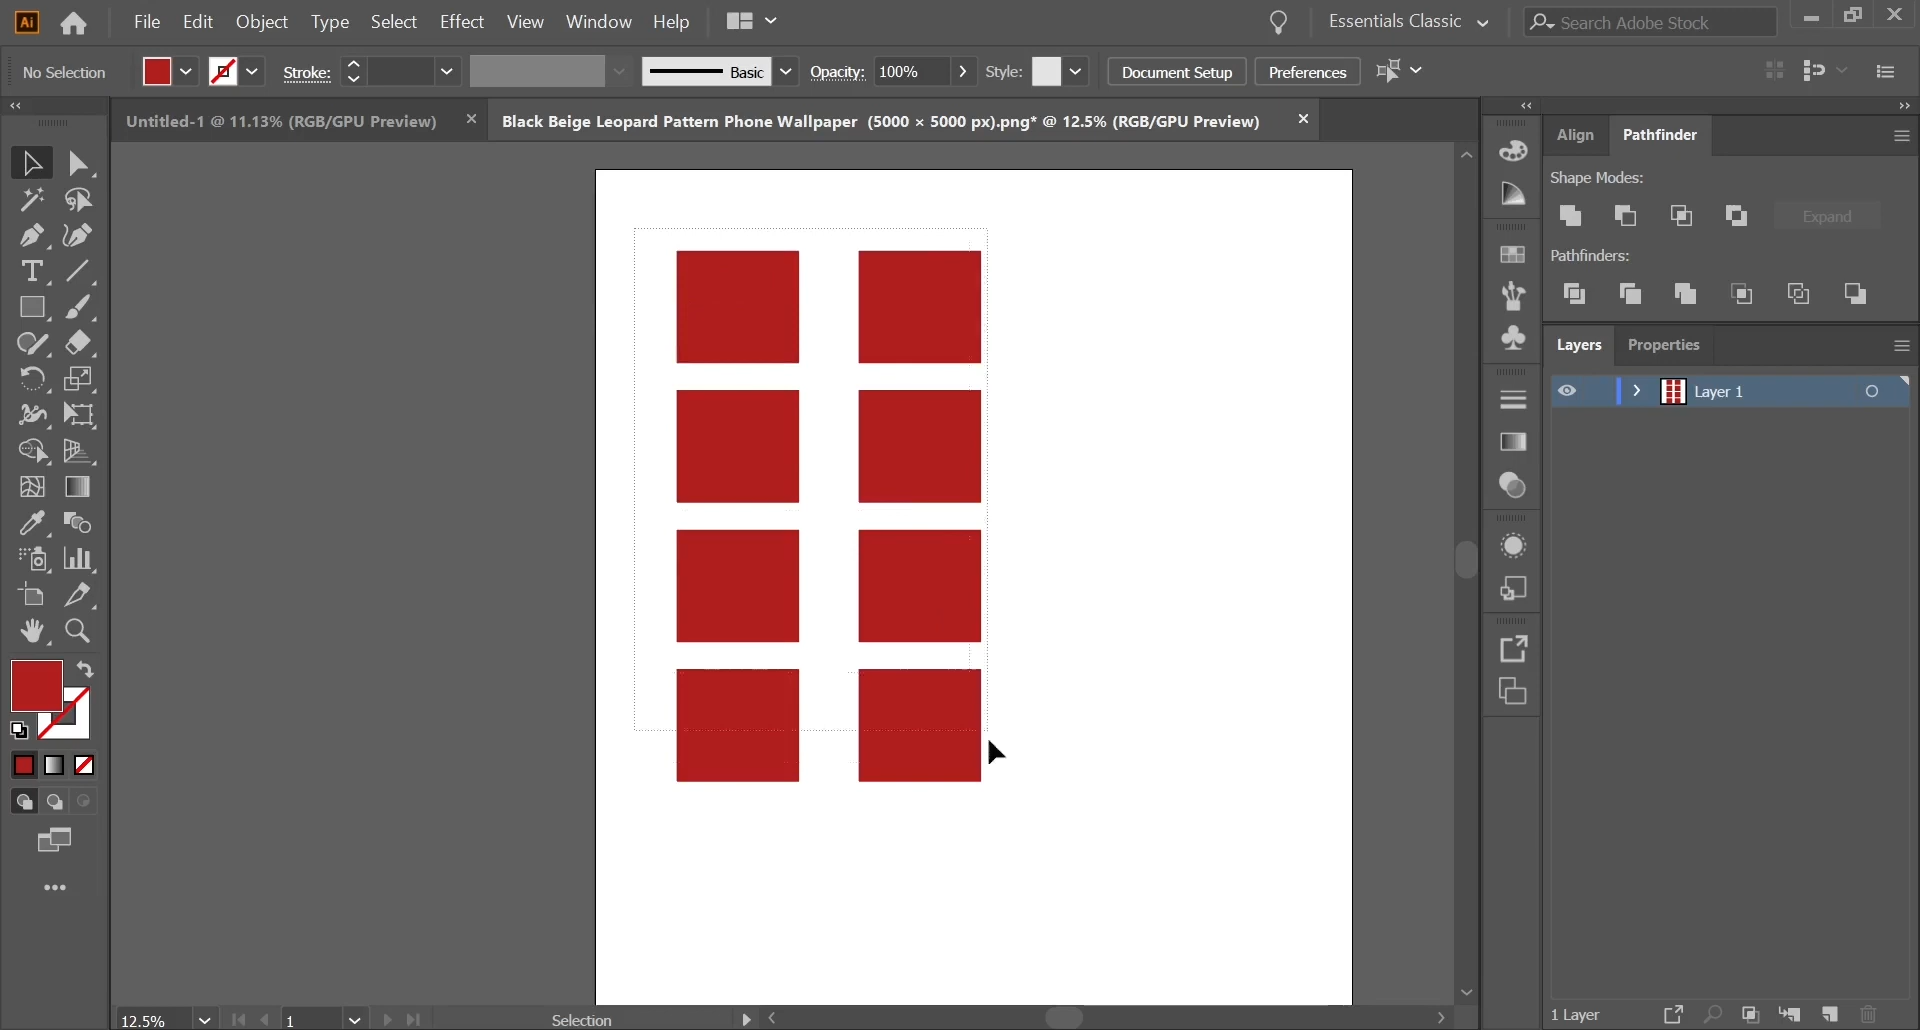 Ai File Edit Object Type Select Effect View Window Help Essentials Classic Search Adobe Stock
No Selection Stroke: Basic Opacity: 100% Style: Document Setup Preferences
Untitled-1 @ 11.13% (RGB/GPU Preview) Black Beige Leopard Pattern Phone Wallpaper (5000 × 5000 px).png* @ 12.5% (RGB/GPU Preview)
Align Pathfinder
Shape Modes:
Expand
Pathfinders:
Layers Properties
Layer 1
12.5% 1 Selection 1 Layer